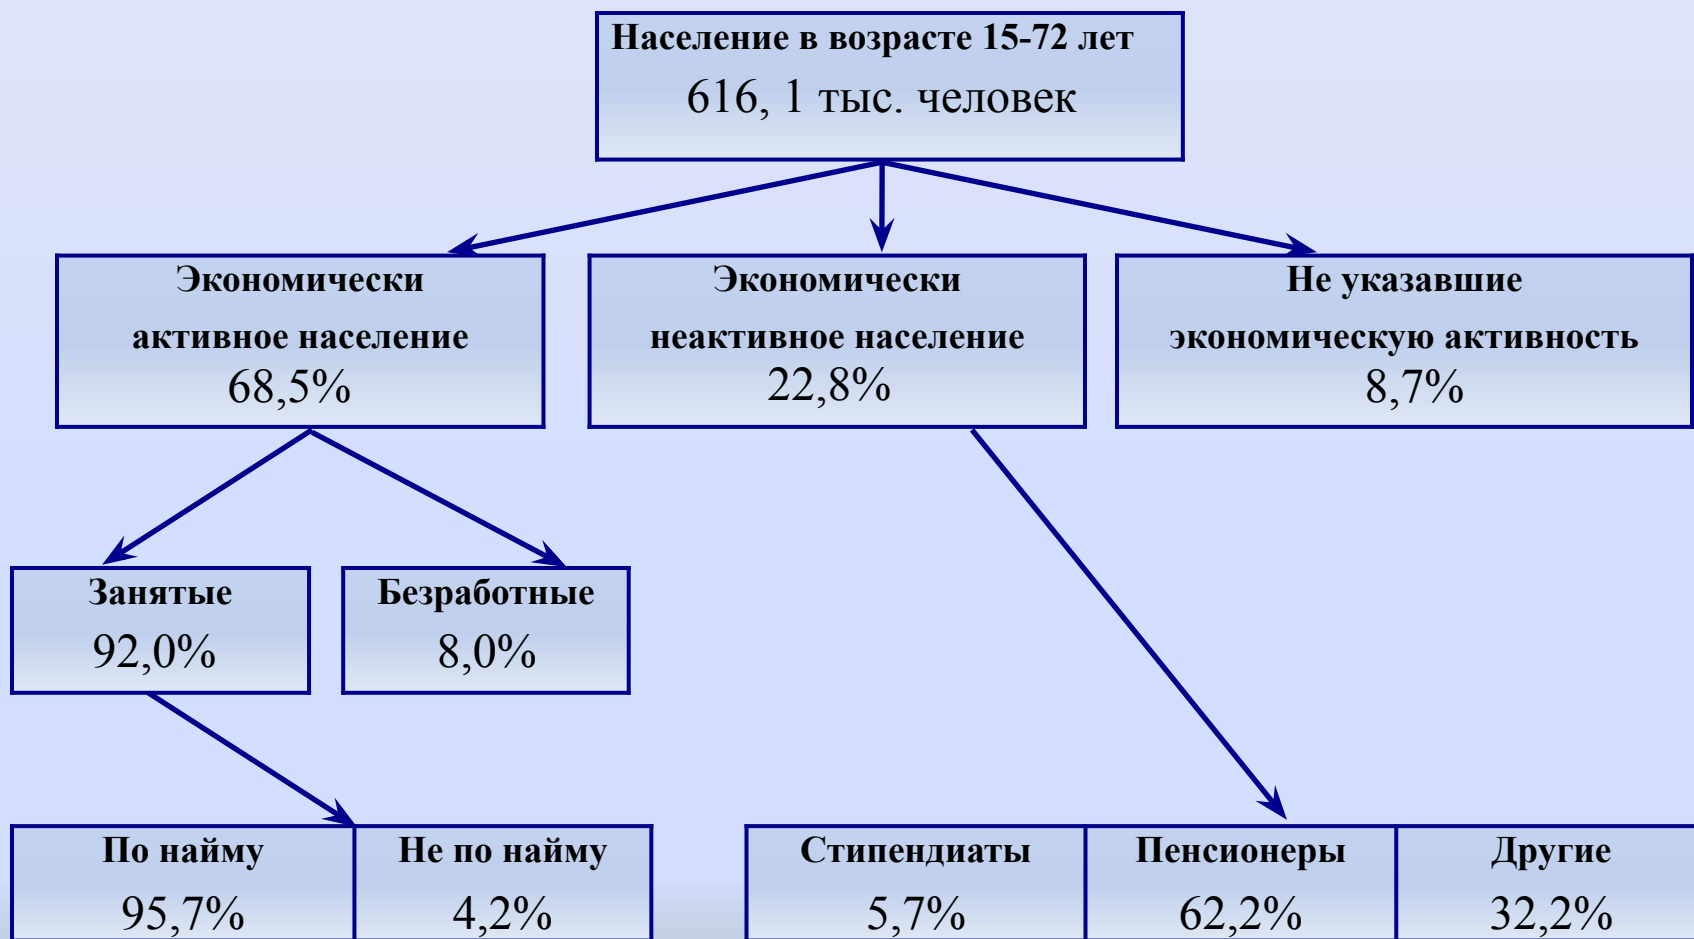 Население в возрасте 15-72 лет
616, 1 тыс. человек
Экономически
активное население
68,5%
Экономически
неактивное население
22,8%
Не указавшие
экономическую активность
8,7%
Занятые
92,0%
Безработные
8,0%
По найму
95,7%
Не по найму
4,2%
Стипендиаты
5,7%
Пенсионеры
62,2%
Другие
32,2%